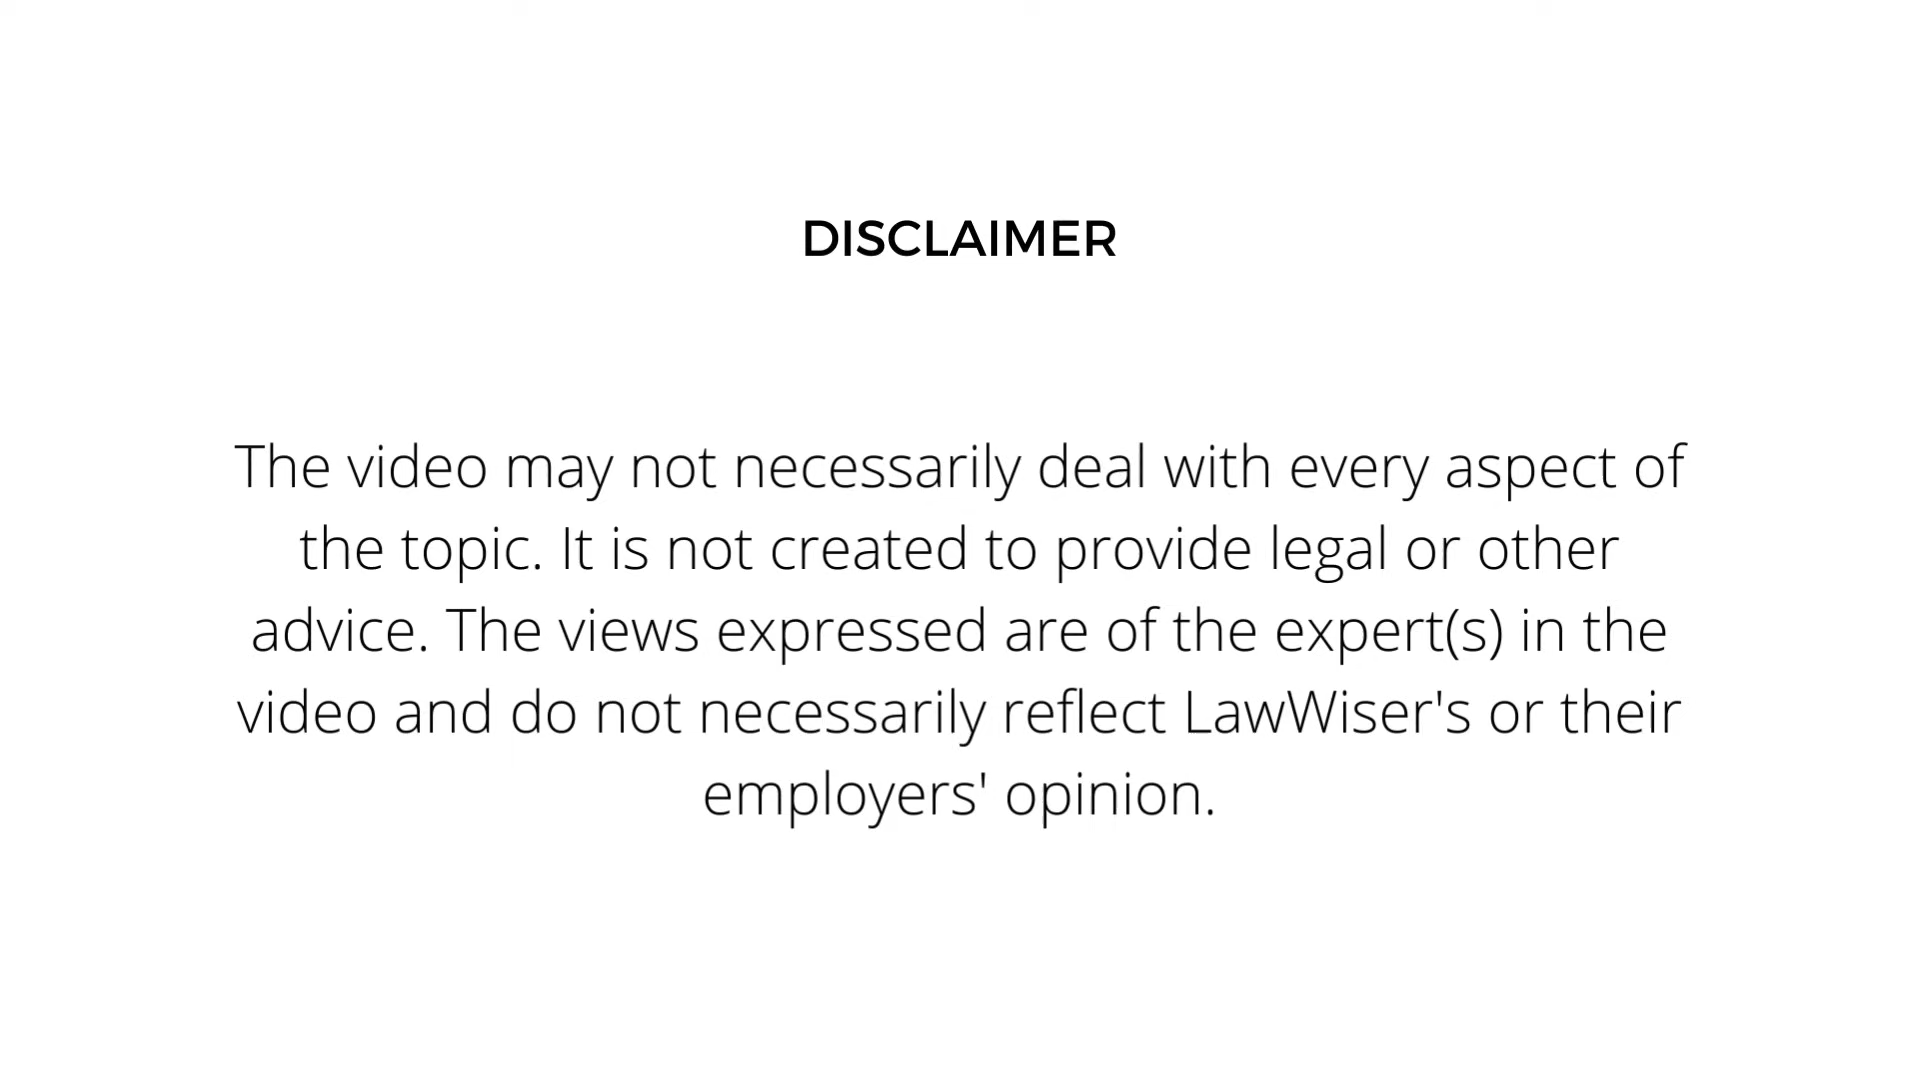 DISCLAIMER
The video may not necessarily deal with every aspect of
the topic. It is not created to provide legal or other
advice. The views expressed are of the expert(s) in the
video and do not necessarily reflect LawWiser's or their
employers' opinion.